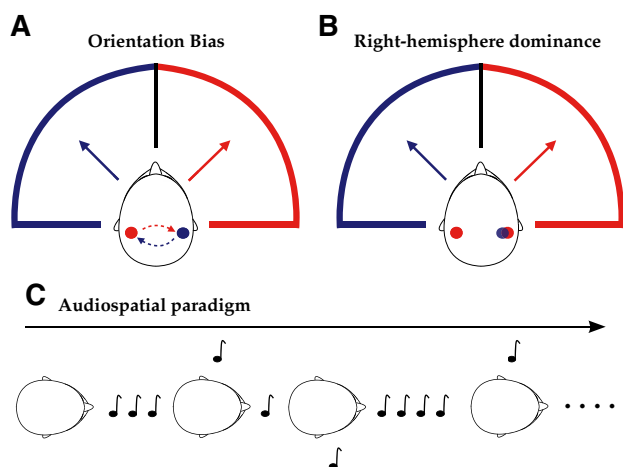 A
B
Orientation Bias
Right-hemisphere dominance
C
Audiospatial paradigm